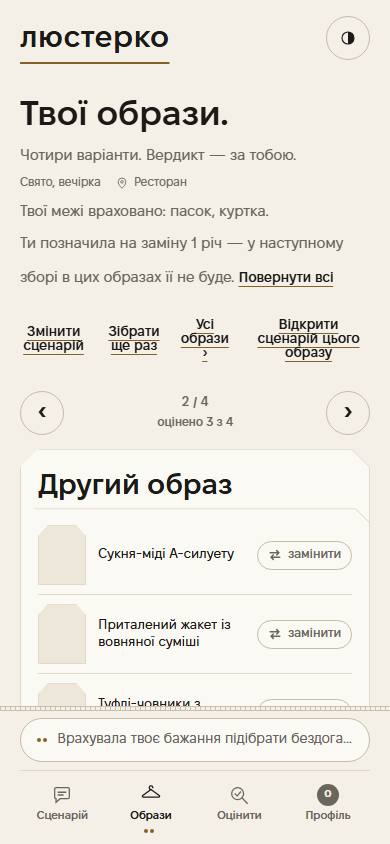 люстерко
Твої образи.
Чотири варіанти. Вердикт — за тобою.
Свято, вечірка Ресторан
Твої межі враховано: пасок, куртка.
Ти позначила на заміну 1 річ — у наступному
зборі в цих образах її не буде. Повернути всі
Змінити
сценарій
Зібрати
ще раз
Усі
образи
›
Відкрити
сценарій цього
образу
‹
2 / 4
оцінено 3 з 4
›
Другий образ
Сукня-міді А-силуету
замінити
Приталений жакет із
вовняної суміші
замінити
Туфлі-човники з
Врахувала твоє бажання підібрати бездога...
Сценарій
Образи
Оцінити
О
Профіль